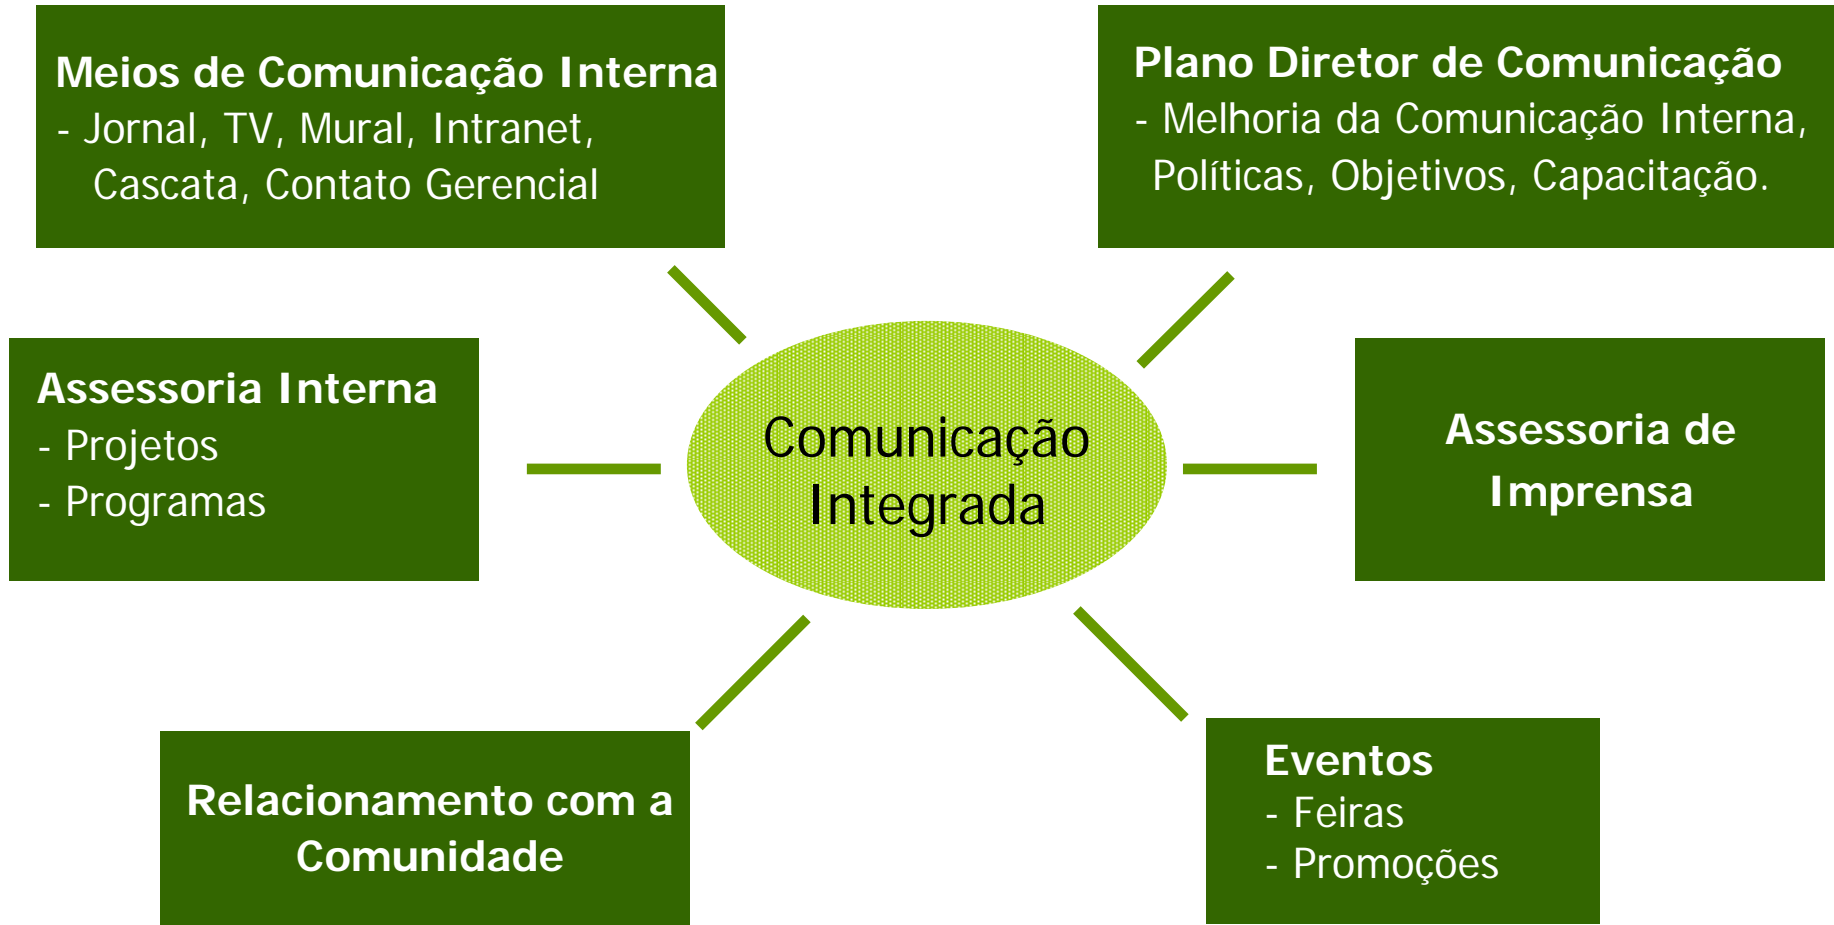 Meios de Comunicação Interna
- Jornal, TV, Mural, Intranet,
Cascata, Contato Gerencial
Plano Diretor de Comunicação
- Melhoria da Comunicação Interna,
Políticas, Objetivos, Capacitação.
Assessoria Interna
- Projetos
- Programas
Comunicação
Integrada
Assessoria de
Imprensa
Relacionamento com a
Comunidade
Eventos
- Feiras
- Promoções